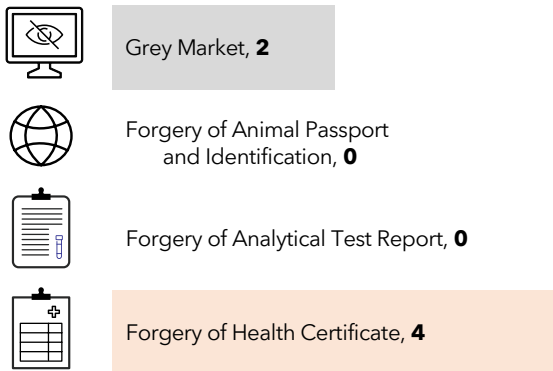 Grey Market, 2
Forgery of Animal Passport
and Identification, 0
Forgery of Analytical Test Report, 0
Forgery of Health Certificate, 4